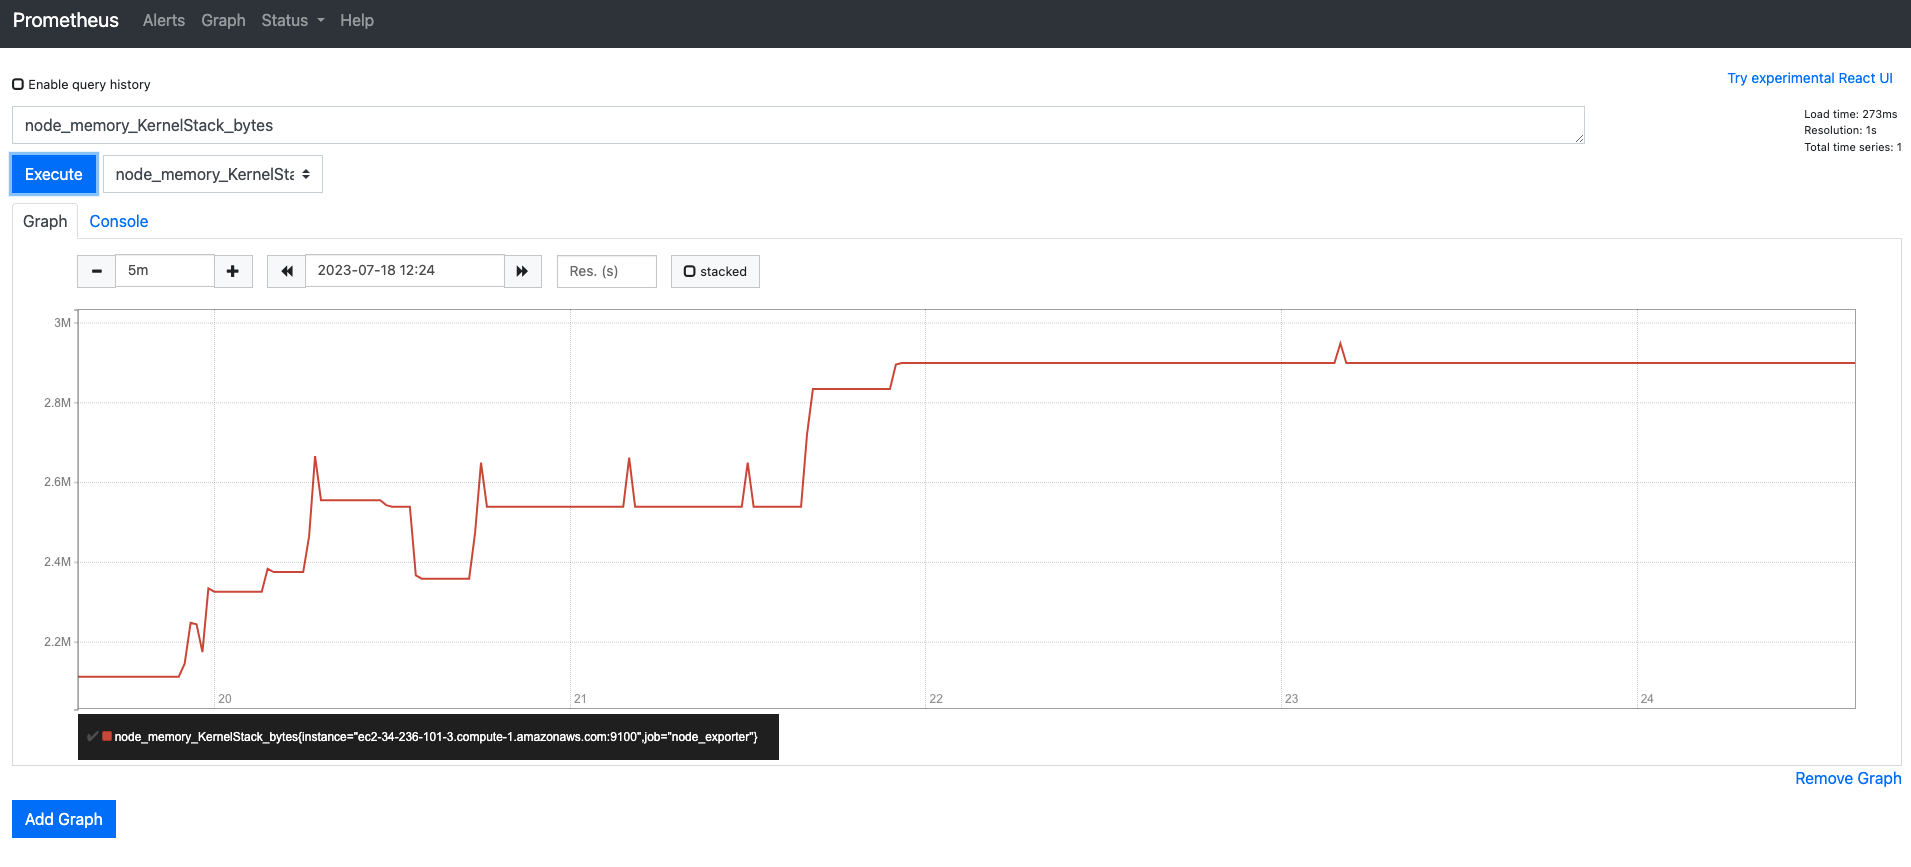 Prometheus Alerts Graph Status Help
Enable query history
Try experimental React UI
node_memory_KernelStack_bytes
Load time: 273ms
Resolution: 1s
Total time series: 1
Execute node_memory_KernelSta
Graph Console
5m 2023-07-18 12:24 Res. (s) stacked
3M
2.8M
2.6M
2.4M
2.2M
20 21 22 23 24
node_memory_KernelStack_bytes{instance="ec2-34-236-101-3.compute-1.amazonaws.com:9100",job="node_exporter"}
Remove Graph
Add Graph